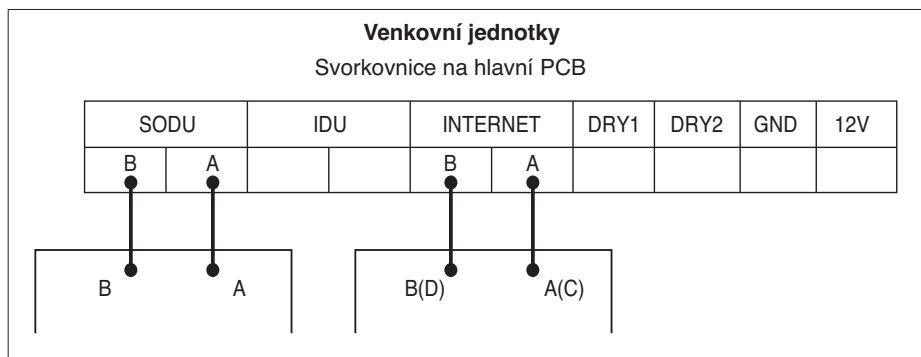 Venkovní jednotky
Svorkovnice na hlavní PCB
SODU IDU INTERNET DRY1 DRY2 GND 12V
B A B A
B A B(D) A(C)